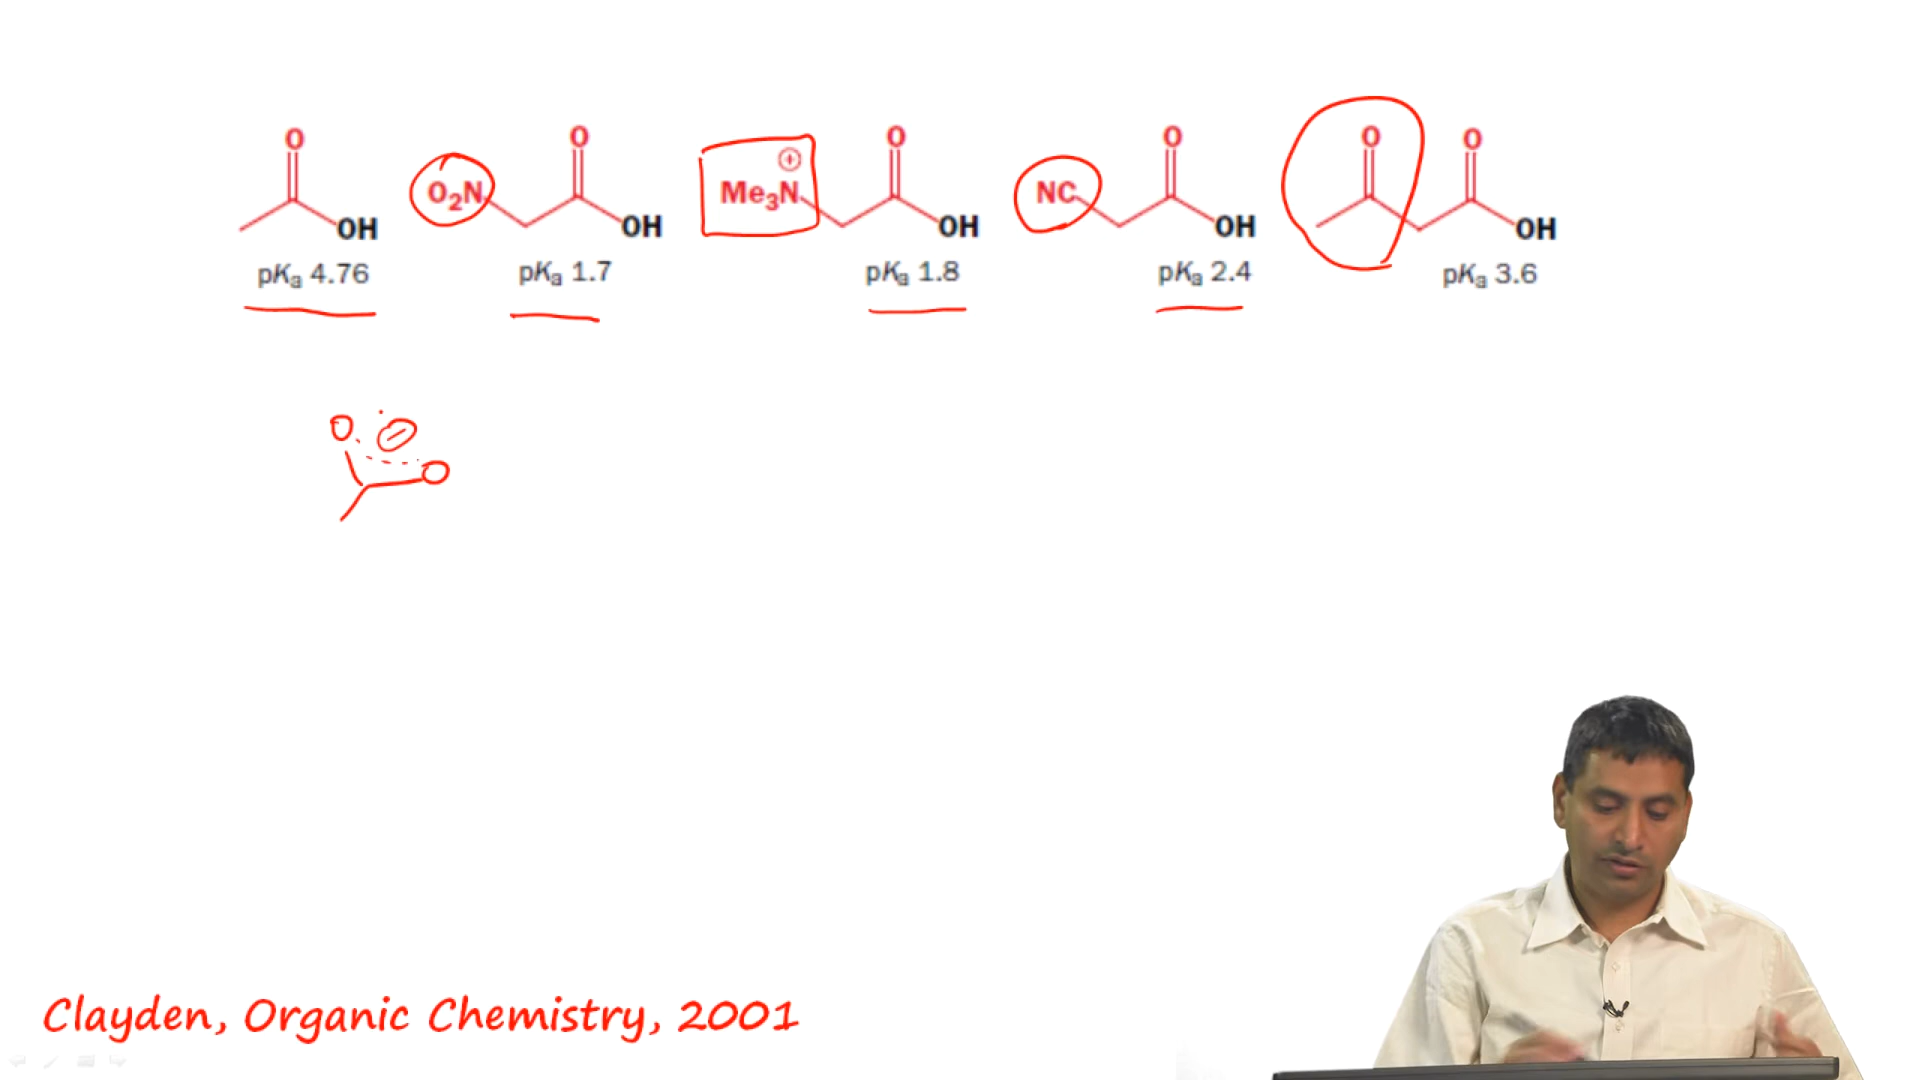 O O O O O O
O₂N Me₃N ⊕ NC
OH OH OH OH OH
pKa 4.76 pKa 1.7 pKa 1.8 pKa 2.4 pKa 3.6
O ⊖
O
Clayden, Organic Chemistry, 2001